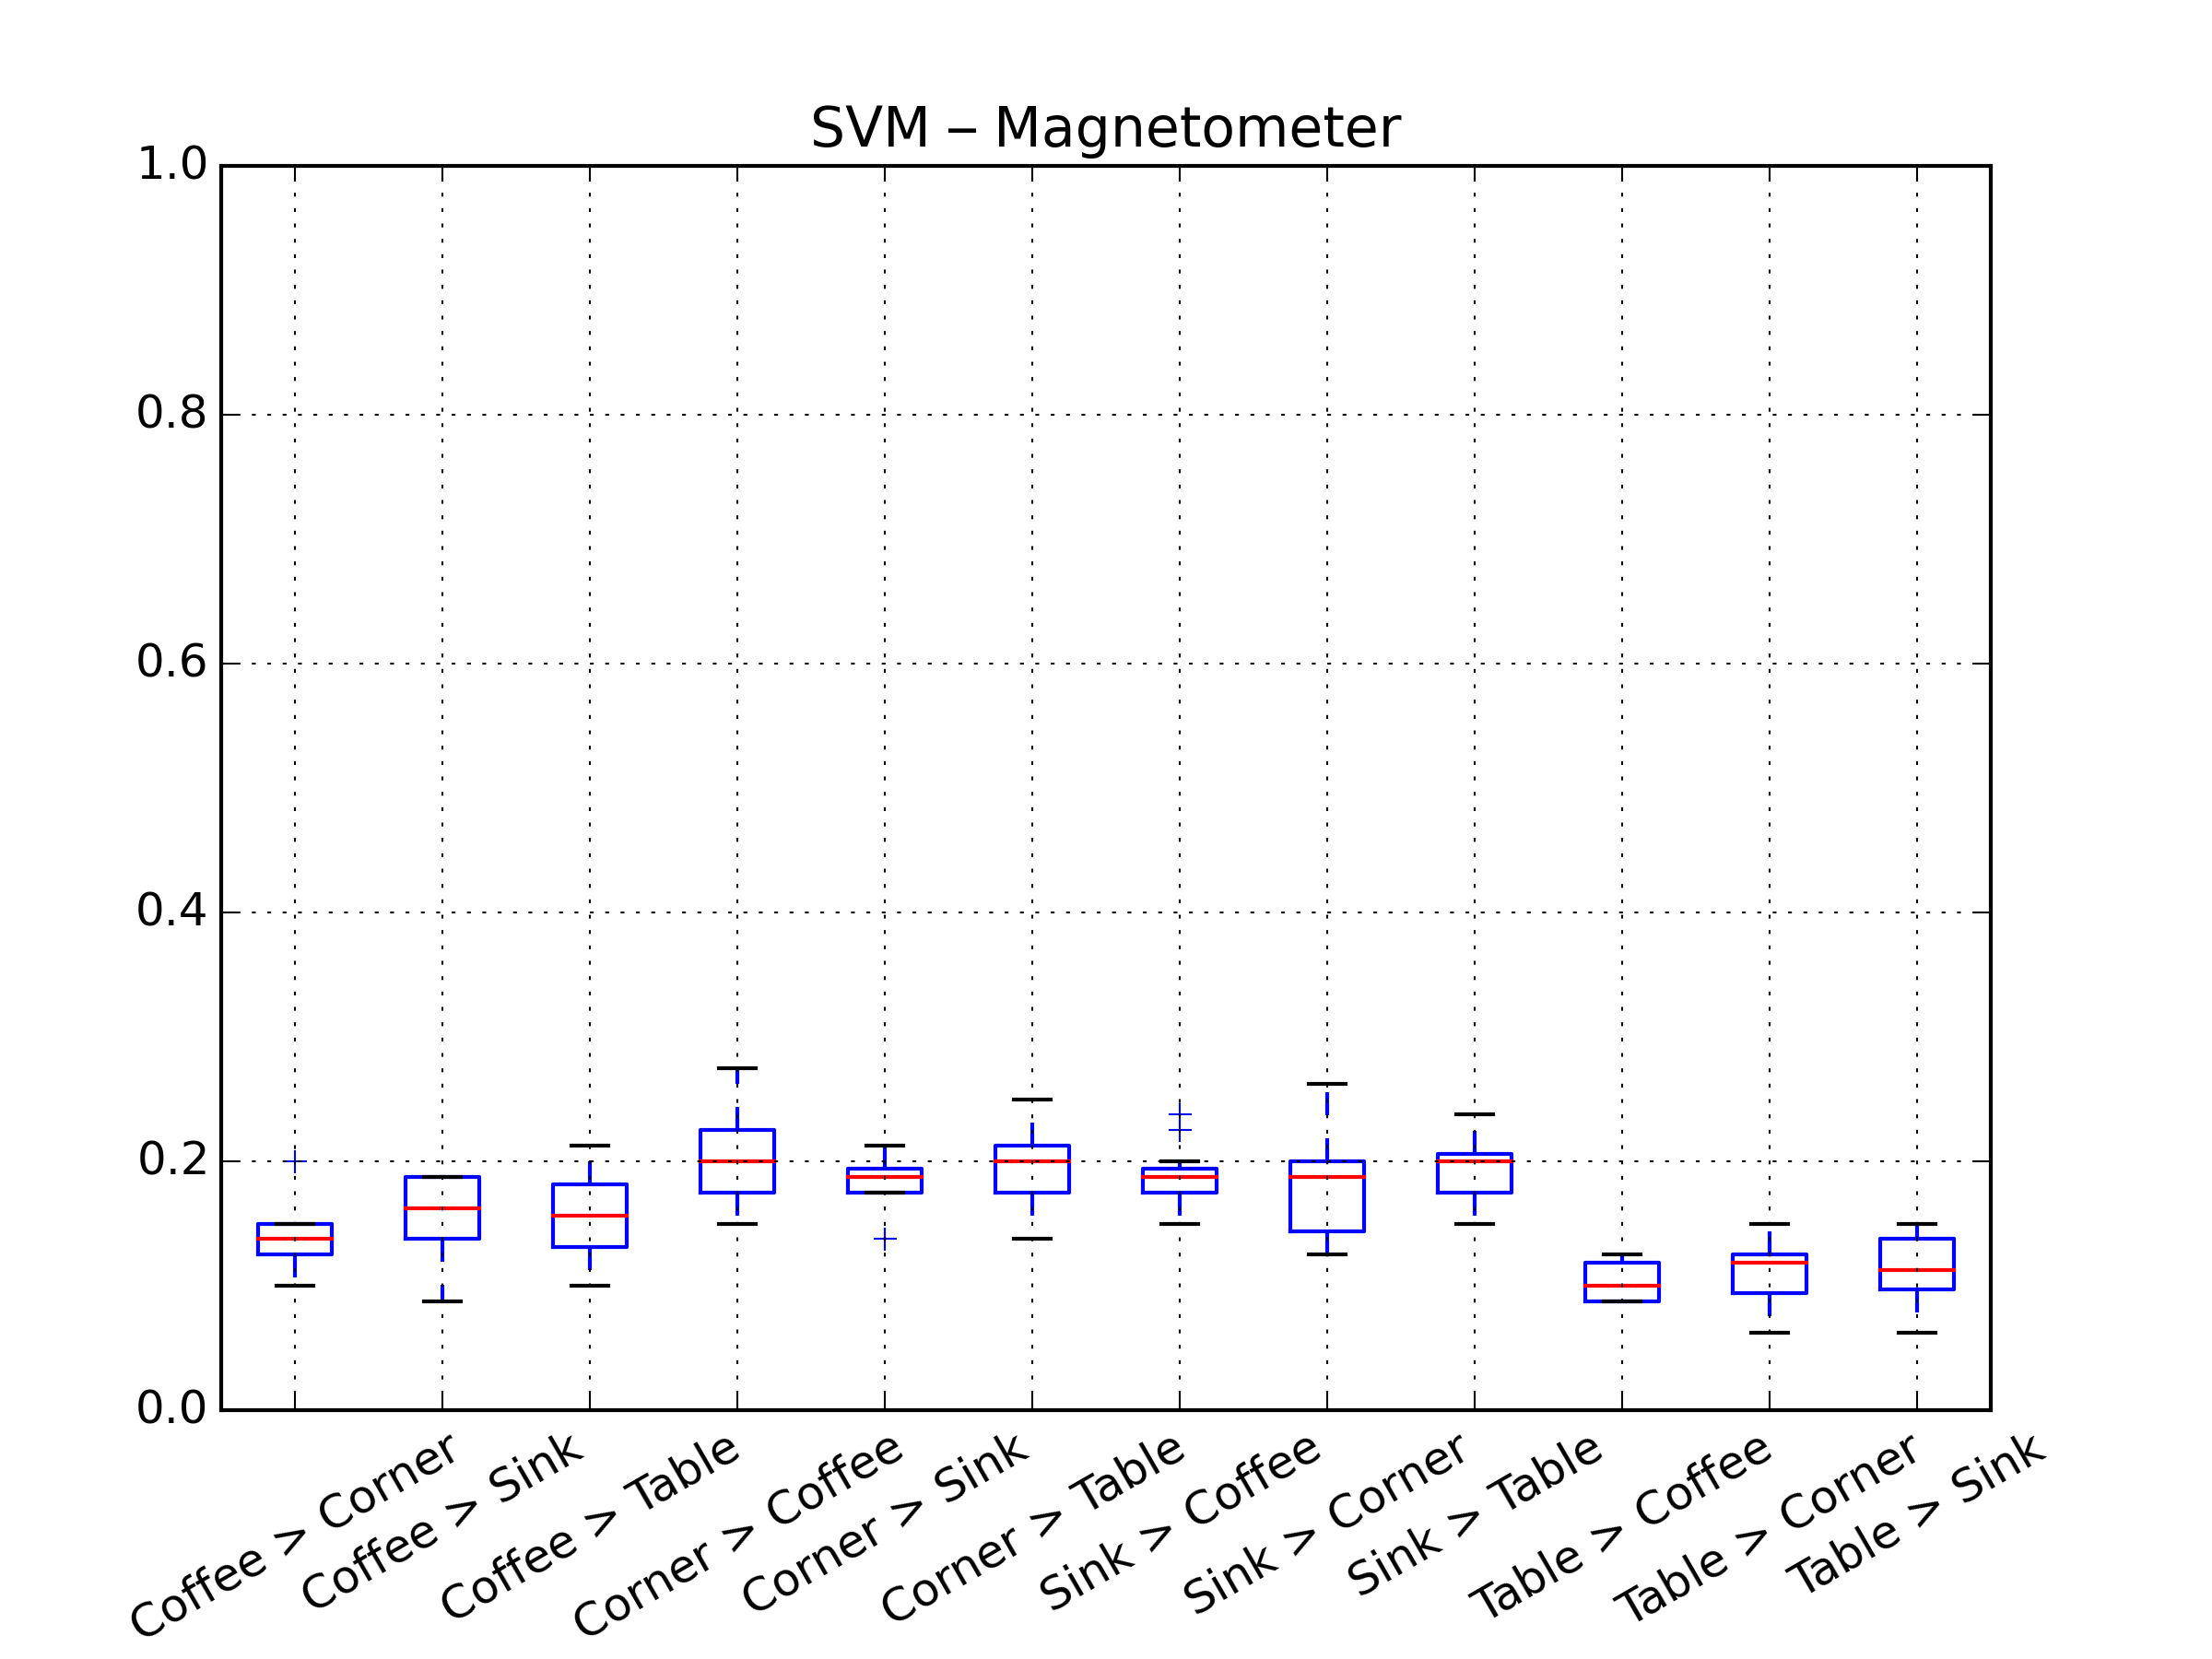 SVM – Magnetometer
1.0
0.8
0.6
0.4
0.2
0.0
Coffee > Corner
Coffee > Sink
Coffee > Table
Corner > Coffee
Corner > Sink
Corner > Table
Sink > Coffee
Sink > Corner
Sink > Table
Table > Coffee
Table > Corner
Table > Sink